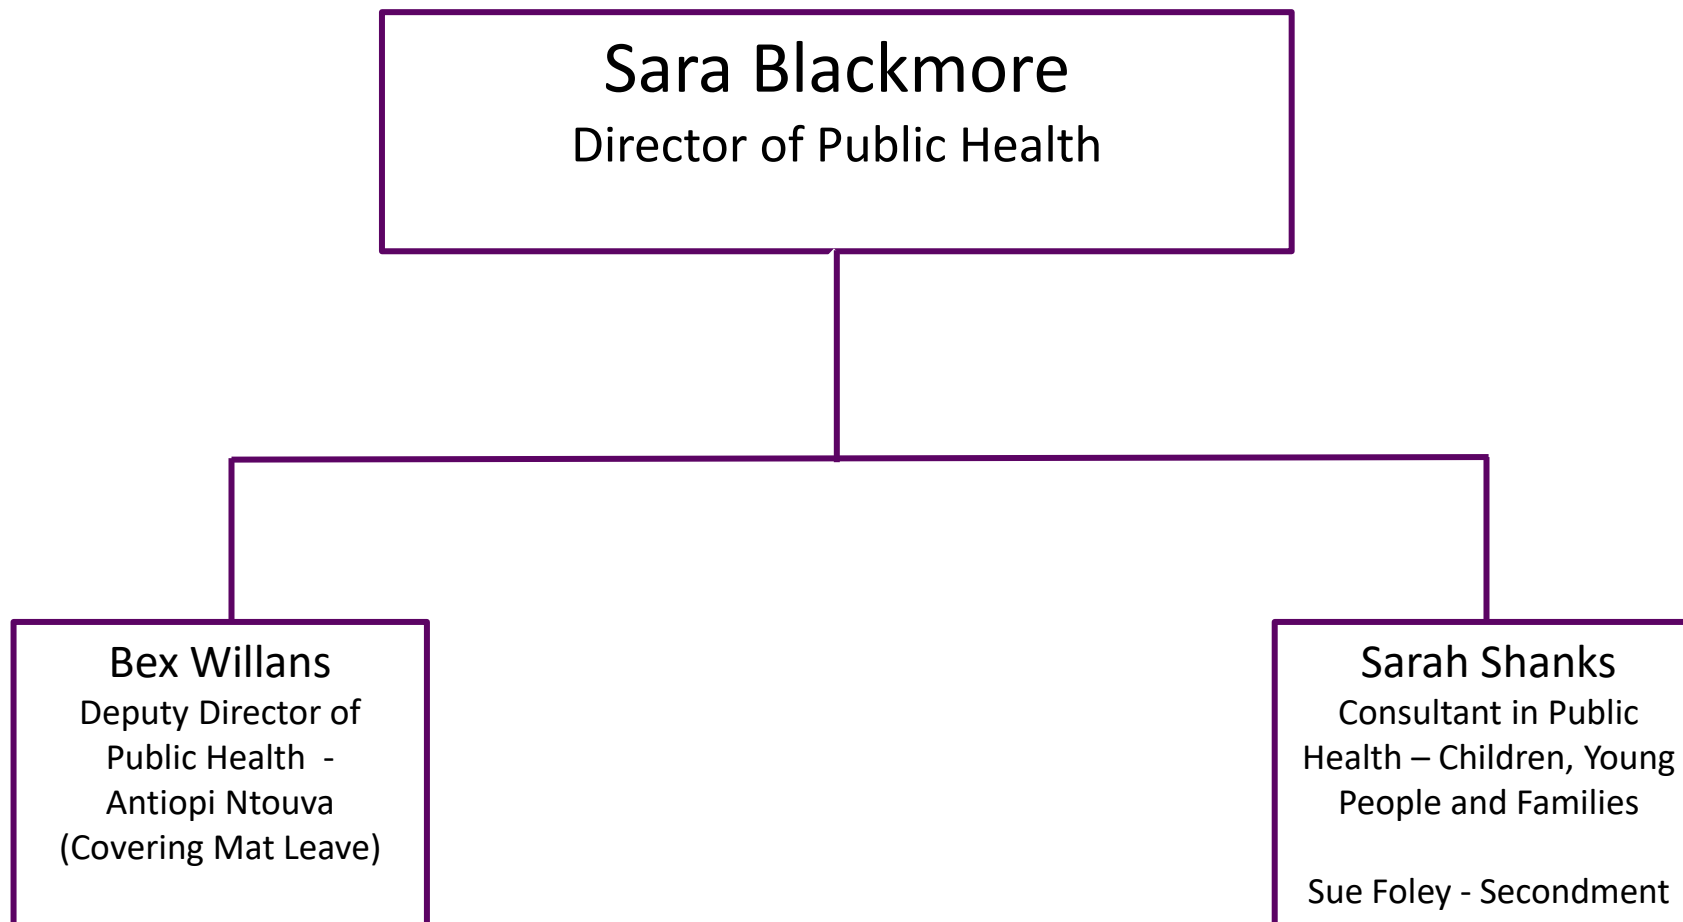 Sara Blackmore
Director of Public Health
Bex Willans
Deputy Director of
Public Health -
Antiopi Ntouva
(Covering Mat Leave)
Sarah Shanks
Consultant in Public
Health – Children, Young
People and Families
Sue Foley - Secondment